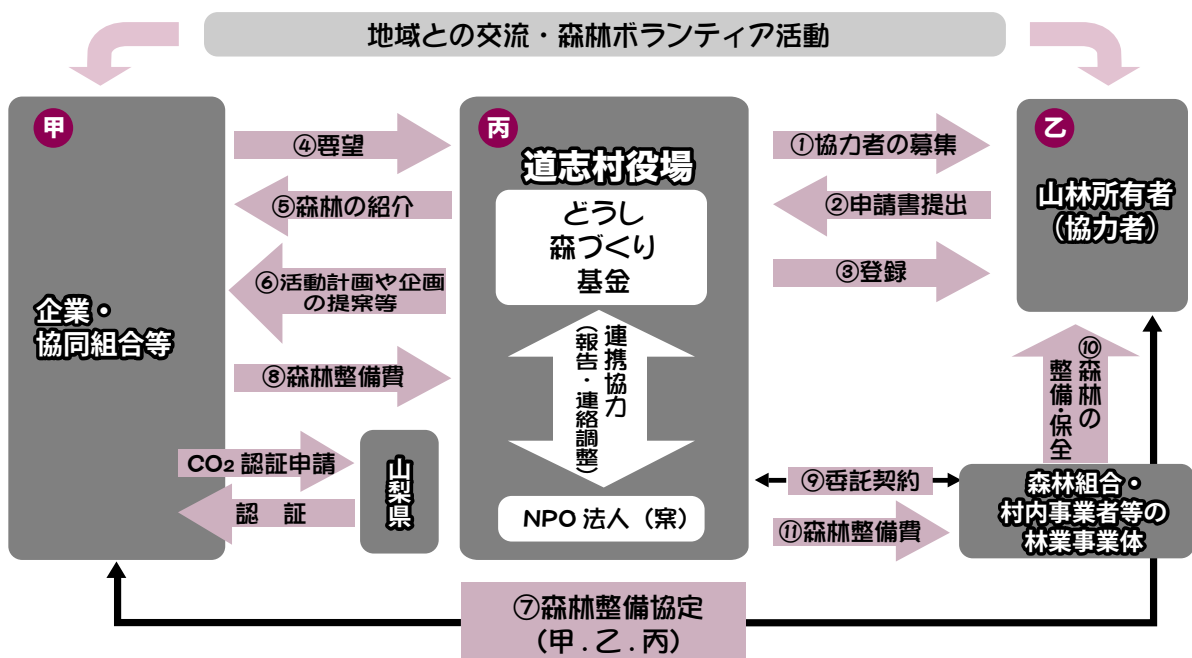 地域との交流・森林ボランティア活動
甲
企業・
協同組合等
④要望
⑤森林の紹介
⑥活動計画や企画
の提案等
⑧森林整備費
CO₂認証申請
認 証
山梨県
丙
道志村役場
どうし
森づくり
基金
連携協力
(報告・連絡調整)
NPO法人（案）
①協力者の募集
②申請書提出
③登録
乙
山林所有者
（協力者）
⑩森林の
整備・保全
⑨委託契約
⑪森林整備費
森林組合・
村内事業者等の
林業事業体
⑦森林整備協定
（甲.乙.丙）